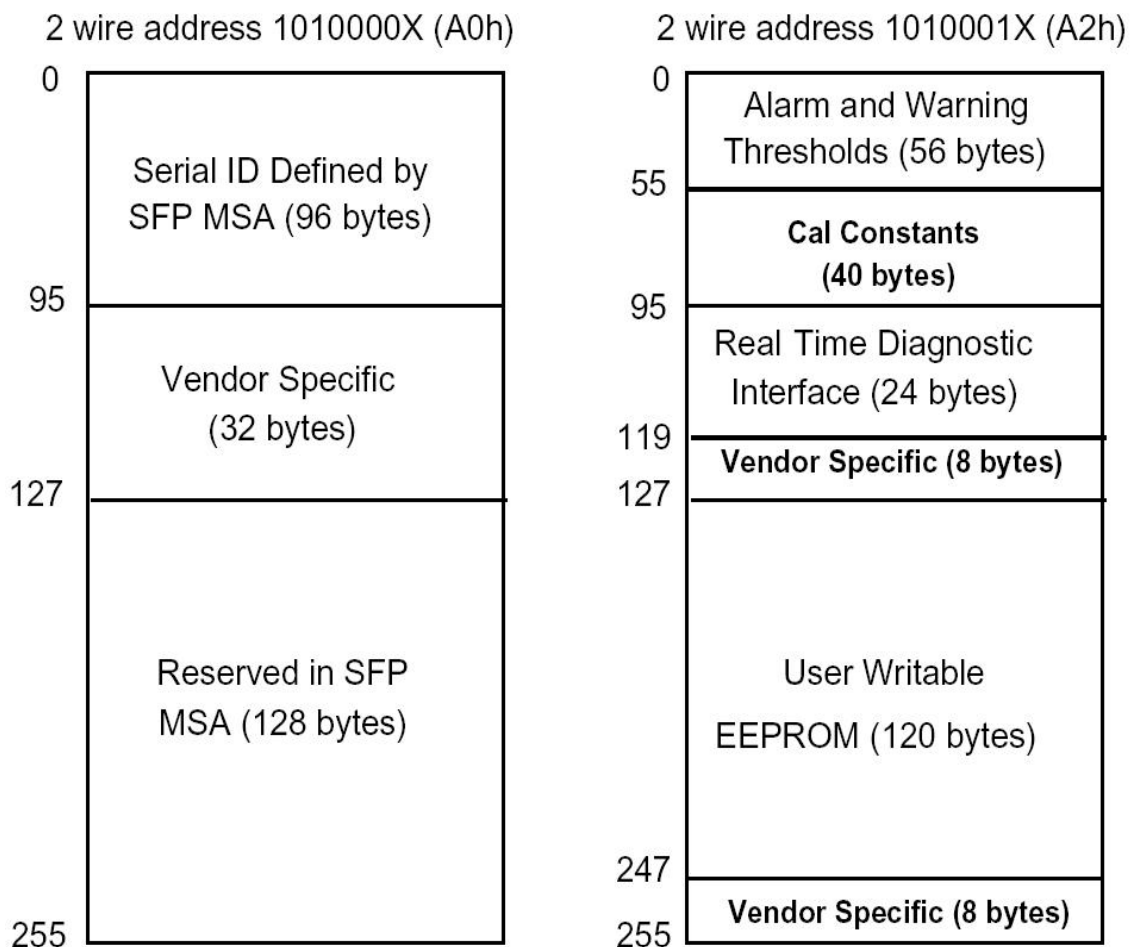 2 wire address 1010000X (A0h)
0
Serial ID Defined by
SFP MSA (96 bytes)
95
Vendor Specific
(32 bytes)
127
Reserved in SFP
MSA (128 bytes)
255
2 wire address 1010001X (A2h)
0
Alarm and Warning
Thresholds (56 bytes)
55
Cal Constants
(40 bytes)
95
Real Time Diagnostic
Interface (24 bytes)
119
Vendor Specific (8 bytes)
127
User Writable
EEPROM (120 bytes)
247
Vendor Specific (8 bytes)
255